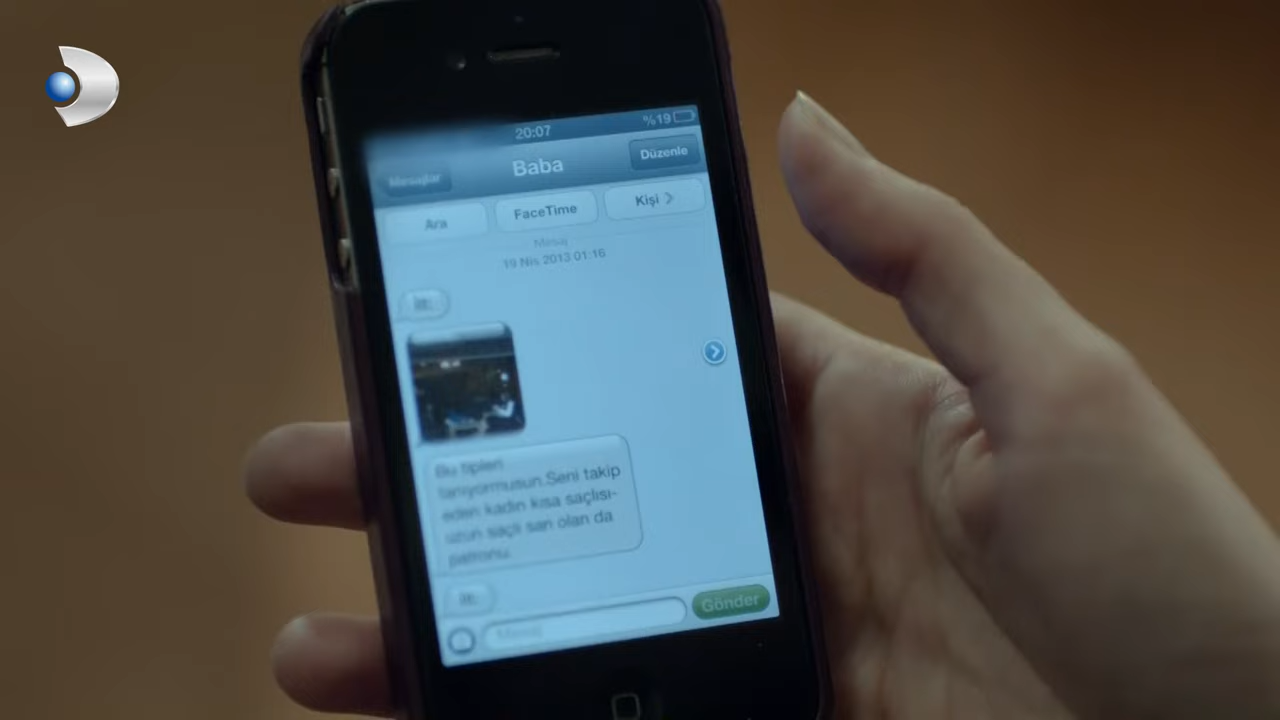 20:07
%19
Mesajlar
Baba
Düzenle
Ara
FaceTime
Kişi
Mesaj
19 Nis 2013 01:16
Bu tipleri
tanıyormusun.Seni takip
eden kadın kısa saçlısı-
uzun saçlı sarı olan da
patronu.
Mesaj
Gönder